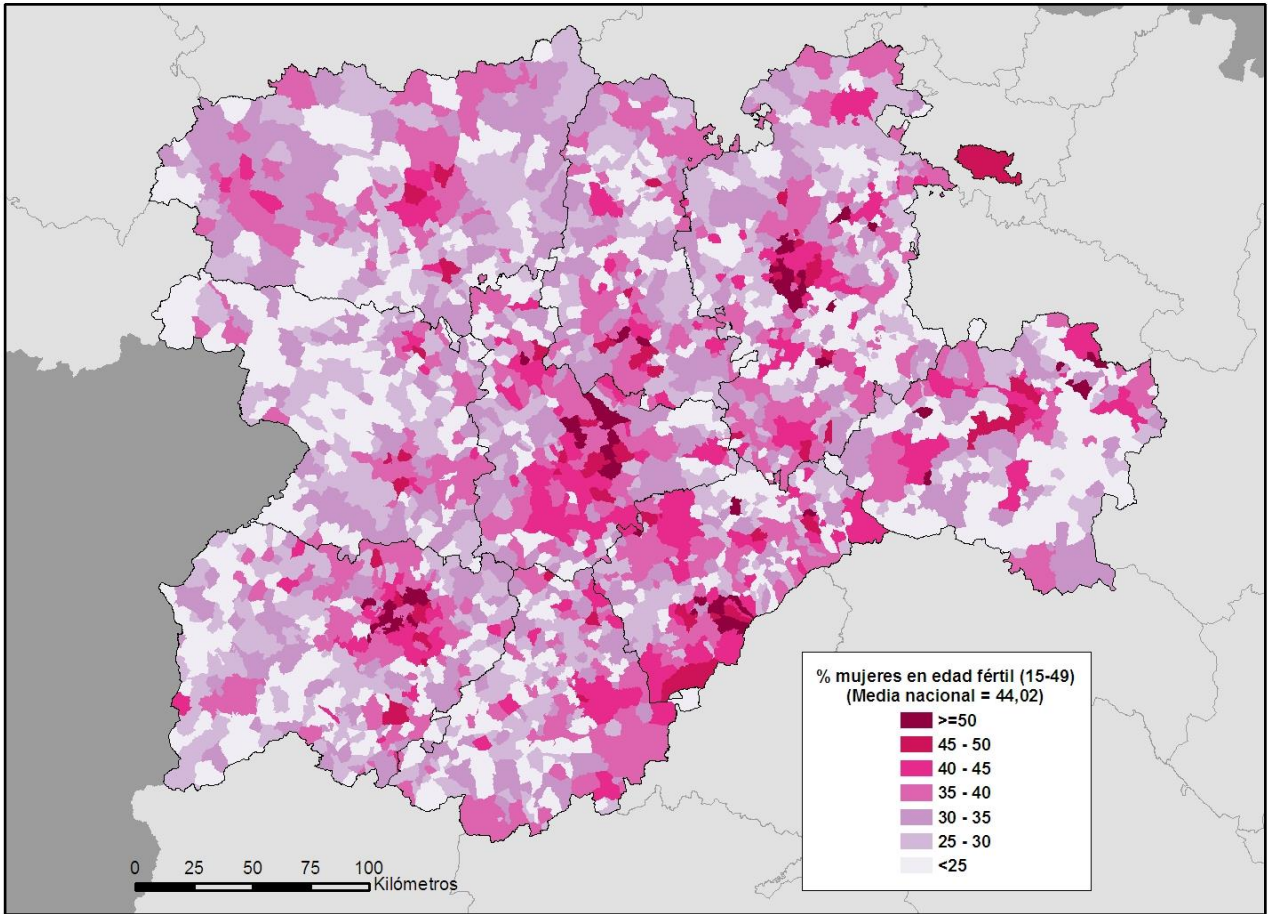 % mujeres en edad fértil (15-49)
(Media nacional = 44,02)
>=50
45 - 50
40 - 45
35 - 40
30 - 35
25 - 30
<25
0 25 50 75 100
Kilómetros